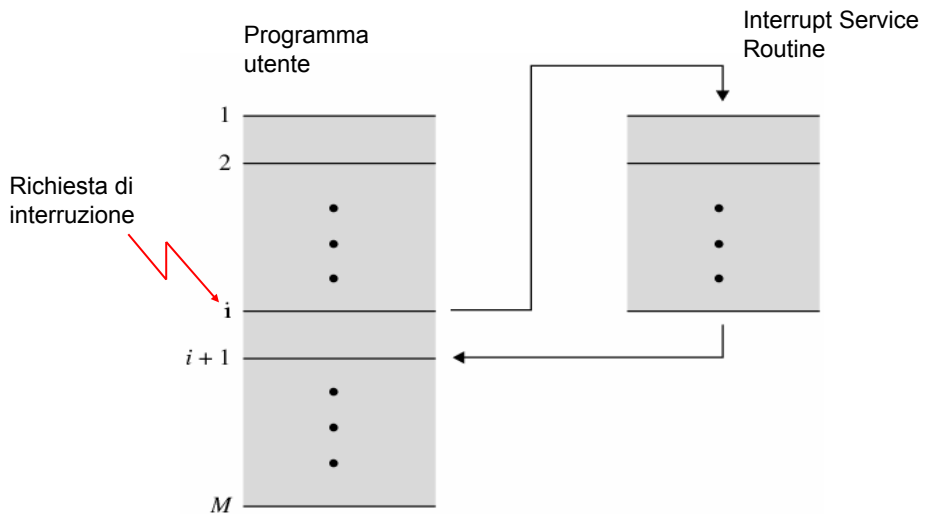 Programma
utente
Interrupt Service
Routine
1
2
Richiesta di
interruzione
i
i + 1
M